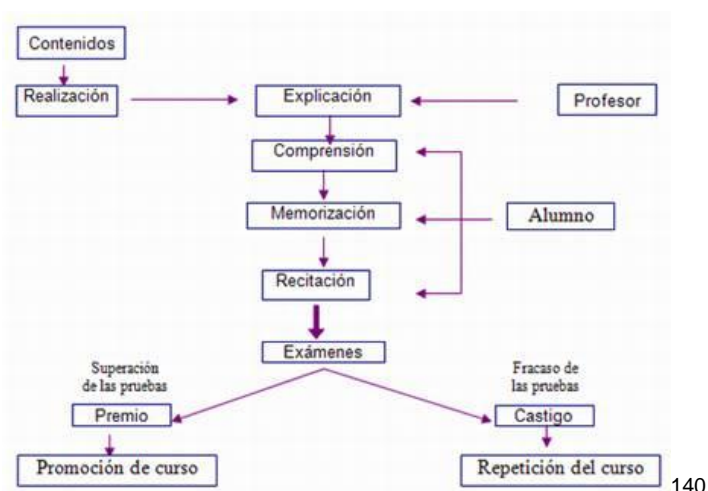 Contenidos
Realización
Explicación
Profesor
Comprensión
Memorización
Alumno
Recitación
Exámenes
Superación
de las pruebas
Fracaso de
las pruebas
Premio
Castigo
Promoción de curso
Repetición del curso
140